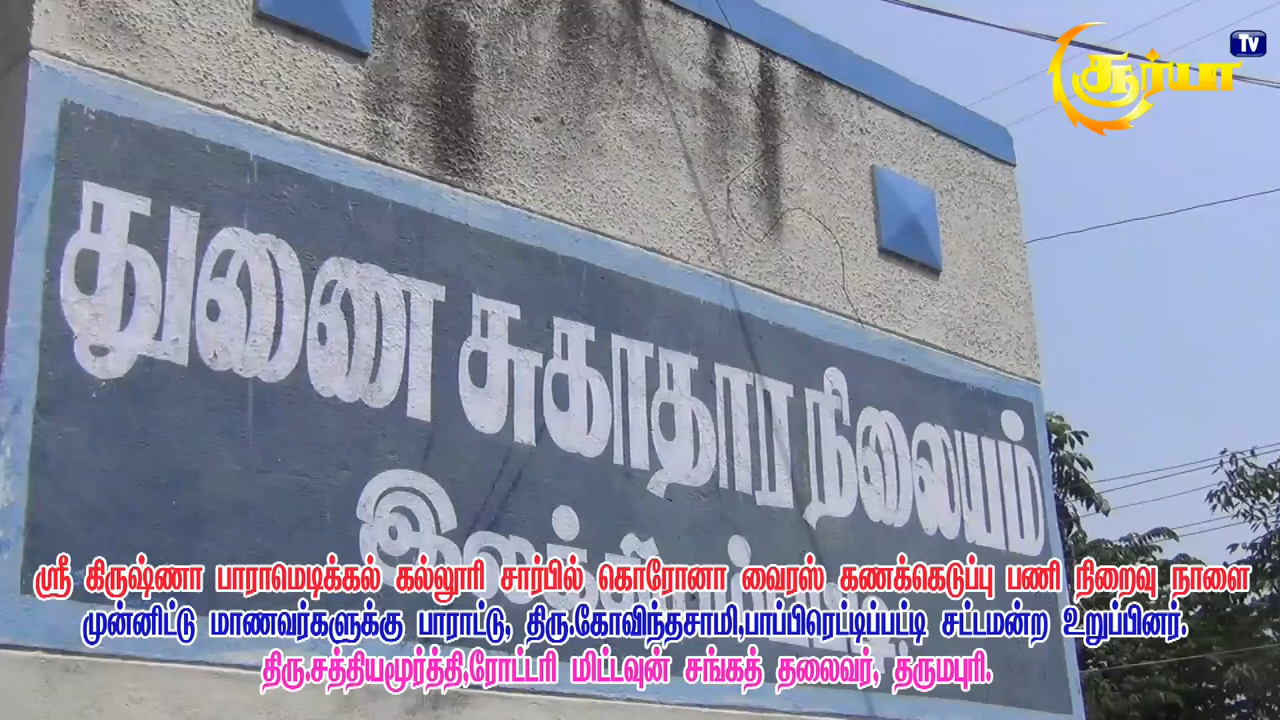 சூர்யா Tv
துணை சுகாதார நிலையம்
ஸ்ரீ கிருஷ்ணா பாராமெடிக்கல் கல்லூரி சார்பில் கொரோனா வைரஸ் கணக்கெடுப்பு பணி நிறைவு நாளை
முன்னிட்டு மாணவர்களுக்கு பாராட்டு, திரு.கோவிந்தசாமி,பாப்பிரெட்டிப்பட்டி சட்டமன்ற உறுப்பினர்.
திரு.சத்தியமூர்த்தி,ரோட்டரி மிட்டவுன் சங்கத் தலைவர், தருமபுரி.